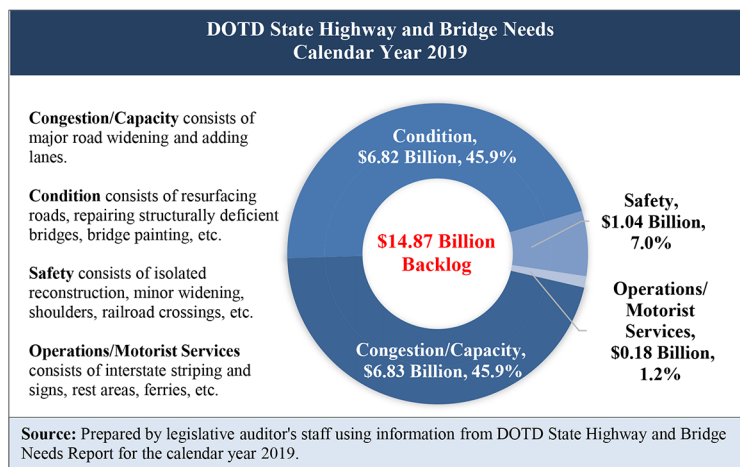 DOTD State Highway and Bridge Needs
Calendar Year 2019
Congestion/Capacity consists of
major road widening and adding
lanes.
Condition consists of resurfacing
roads, repairing structurally deficient
bridges, bridge painting, etc.
Safety consists of isolated
reconstruction, minor widening,
shoulders, railroad crossings, etc.
Operations/Motorist Services
consists of interstate striping and
signs, rest areas, ferries, etc.
Condition,
$6.82 Billion, 45.9%
$14.87 Billion
Backlog
Congestion/Capacity,
$6.83 Billion, 45.9%
Safety,
$1.04 Billion,
7.0%
Operations/
Motorist
Services,
$0.18 Billion,
1.2%
Source: Prepared by legislative auditor's staff using information from DOTD State Highway and Bridge
Needs Report for the calendar year 2019.